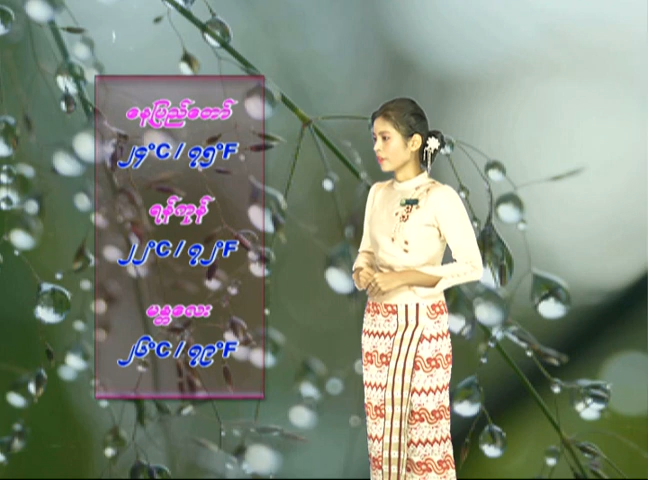 နေပြည်တော်
၂၄°C / ၇၅°F
ရန်ကုန်
၂၂°C / ၇၂°F
မန္တလေး
၂၆°C / ၇၉°F